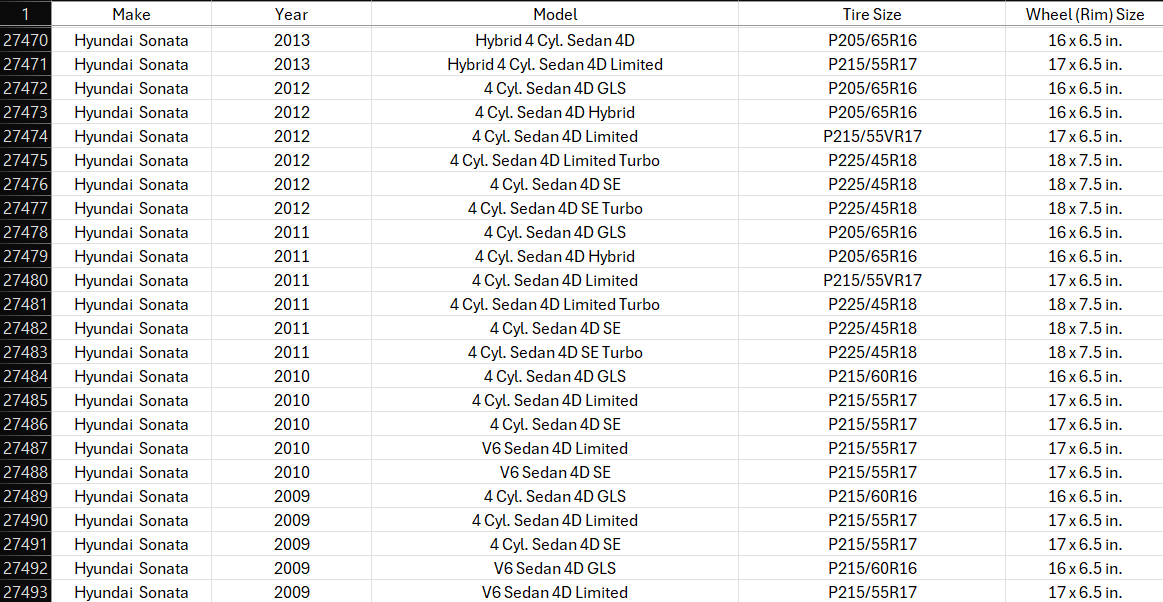 1 Make Year Model Tire Size Wheel (Rim) Size
27470 Hyundai Sonata 2013 Hybrid 4 Cyl. Sedan 4D P205/65R16 16 x 6.5 in.
27471 Hyundai Sonata 2013 Hybrid 4 Cyl. Sedan 4D Limited P215/55R17 17 x 6.5 in.
27472 Hyundai Sonata 2012 4 Cyl. Sedan 4D GLS P205/65R16 16 x 6.5 in.
27473 Hyundai Sonata 2012 4 Cyl. Sedan 4D Hybrid P205/65R16 16 x 6.5 in.
27474 Hyundai Sonata 2012 4 Cyl. Sedan 4D Limited P215/55VR17 17 x 6.5 in.
27475 Hyundai Sonata 2012 4 Cyl. Sedan 4D Limited Turbo P225/45R18 18 x 7.5 in.
27476 Hyundai Sonata 2012 4 Cyl. Sedan 4D SE P225/45R18 18 x 7.5 in.
27477 Hyundai Sonata 2012 4 Cyl. Sedan 4D SE Turbo P225/45R18 18 x 7.5 in.
27478 Hyundai Sonata 2011 4 Cyl. Sedan 4D GLS P205/65R16 16 x 6.5 in.
27479 Hyundai Sonata 2011 4 Cyl. Sedan 4D Hybrid P205/65R16 16 x 6.5 in.
27480 Hyundai Sonata 2011 4 Cyl. Sedan 4D Limited P215/55VR17 17 x 6.5 in.
27481 Hyundai Sonata 2011 4 Cyl. Sedan 4D Limited Turbo P225/45R18 18 x 7.5 in.
27482 Hyundai Sonata 2011 4 Cyl. Sedan 4D SE P225/45R18 18 x 7.5 in.
27483 Hyundai Sonata 2011 4 Cyl. Sedan 4D SE Turbo P225/45R18 18 x 7.5 in.
27484 Hyundai Sonata 2010 4 Cyl. Sedan 4D GLS P215/60R16 16 x 6.5 in.
27485 Hyundai Sonata 2010 4 Cyl. Sedan 4D Limited P215/55R17 17 x 6.5 in.
27486 Hyundai Sonata 2010 4 Cyl. Sedan 4D SE P215/55R17 17 x 6.5 in.
27487 Hyundai Sonata 2010 V6 Sedan 4D Limited P215/55R17 17 x 6.5 in.
27488 Hyundai Sonata 2010 V6 Sedan 4D SE P215/55R17 17 x 6.5 in.
27489 Hyundai Sonata 2009 4 Cyl. Sedan 4D GLS P215/60R16 16 x 6.5 in.
27490 Hyundai Sonata 2009 4 Cyl. Sedan 4D Limited P215/55R17 17 x 6.5 in.
27491 Hyundai Sonata 2009 4 Cyl. Sedan 4D SE P215/55R17 17 x 6.5 in.
27492 Hyundai Sonata 2009 V6 Sedan 4D GLS P215/60R16 16 x 6.5 in.
27493 Hyundai Sonata 2009 V6 Sedan 4D Limited P215/55R17 17 x 6.5 in.